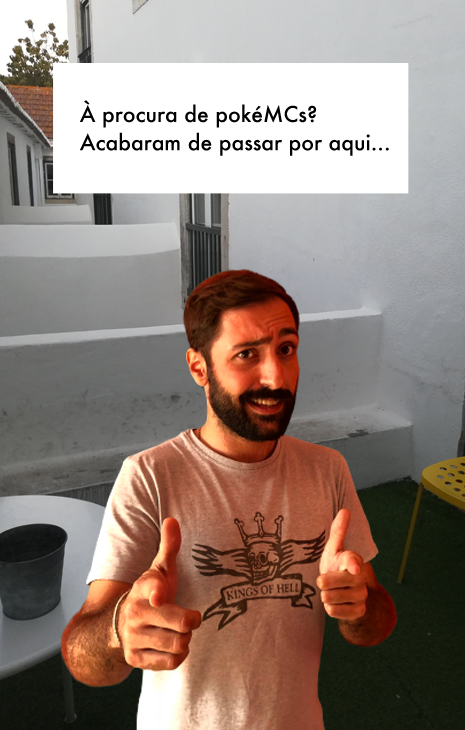 À procura de pokéMCs?
Acabaram de passar por aqui...
KINGS OF HELL